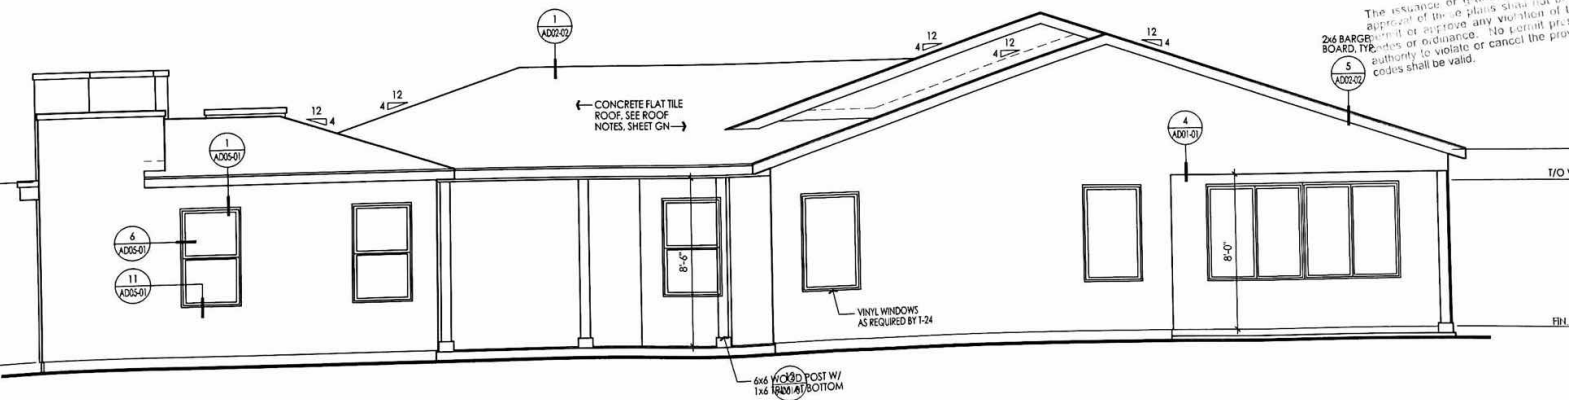 The issuance or
approval of these plans shall not b
permit or approve any violation of t
codes or ordinance. No permit pre
authority to violate or cancel the prov
codes shall be valid.
1
AD02-02
12
4
12
4
12
4
2x6 BARGE
BOARD, TYP.
5
AD02-02
12
4
12
4
CONCRETE FLAT TILE
ROOF, SEE ROOF
NOTES, SHEET GN
4
AD01-01
1
AD05-01
T/O
6
AD05-01
11
AD05-01
8'-6"
8'-0"
VINYL WINDOWS
AS REQUIRED BY T-24
FIN.
6x6 WOOD POST W/
1x6 TRIM AT BOTTOM